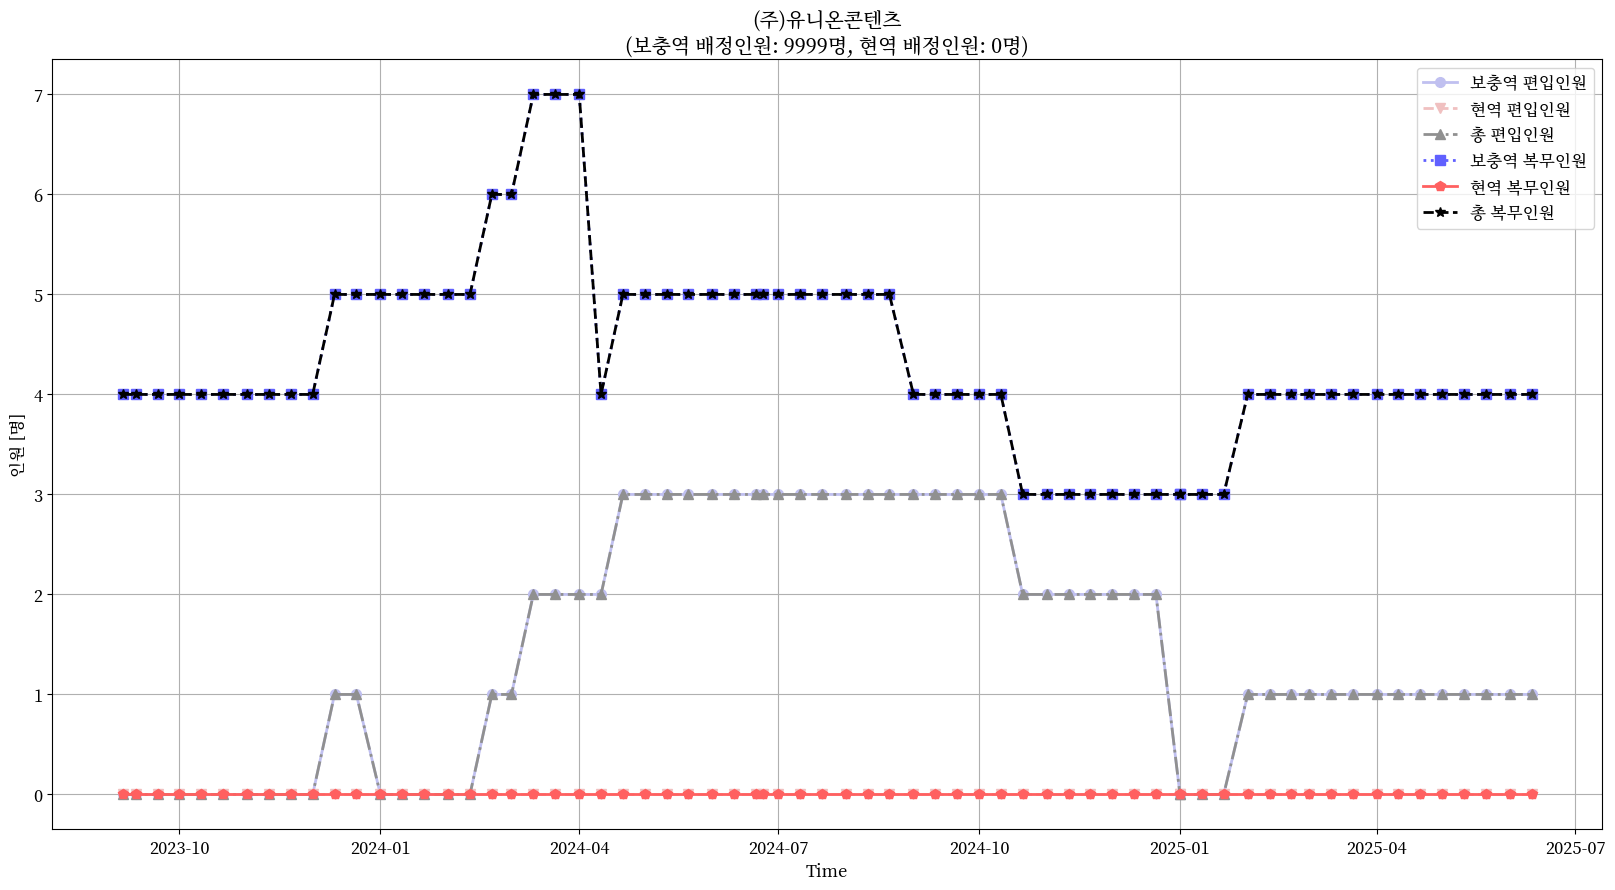 (주)유니온콘텐츠
(보충역 배정인원: 9999명, 현역 배정인원: 0명)
보충역 편입인원
현역 편입인원
총 편입인원
보충역 복무인원
현역 복무인원
총 복무인원
인원 [명]
7
6
5
4
3
2
1
0
2023-10
2024-01
2024-04
2024-07
2024-10
2025-01
2025-04
2025-07
Time